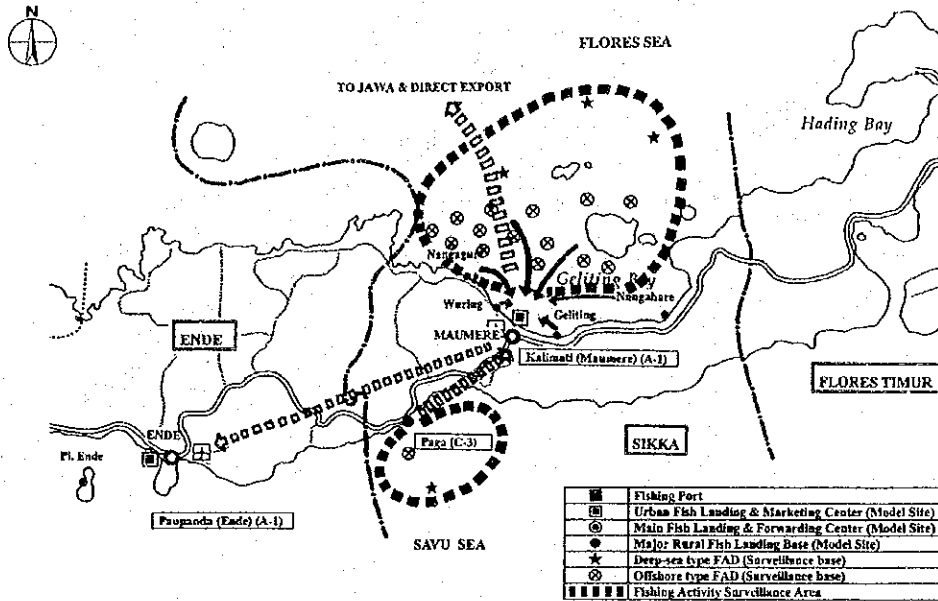 N
FLORES SEA
TO JAWA & DIRECT EXPORT
Hading Bay
Geliting Bay
Nangahare
Wuring
Geliting
MAUMERE
Kalimati (Maumere) (A-1)
ENDE
FLORES TIMUR
ENDE
Paga (C-3)
SIKKA
Pl. Ende
Paupanda (Ende) (A-1)
SAVU SEA
Fishing Port
Urban Fish Landing & Marketing Center (Model Site)
Main Fish Landing & Forwarding Center (Model Site)
Major Rural Fish Landing Base (Model Site)
Deep-sea type FAD (Surveillance base)
Offshore type FAD (Surveillance base)
Fishing Activity Surveillance Area